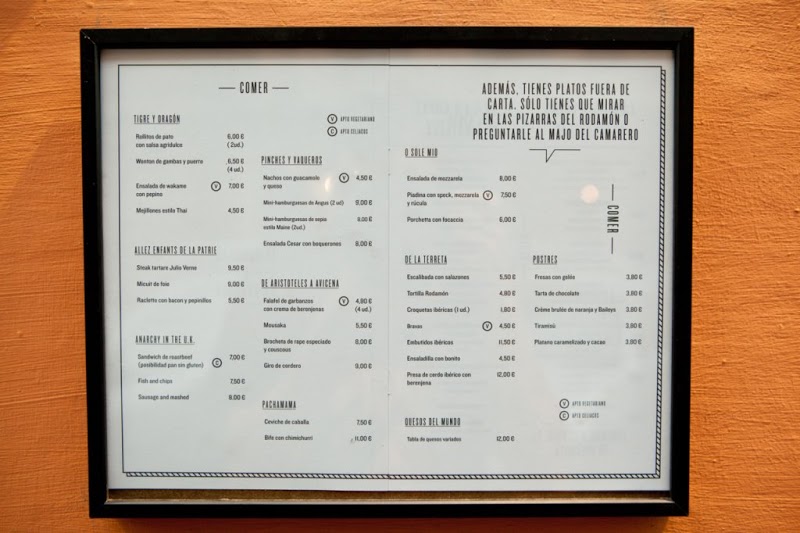 COMER
Ⓥ APTO VEGETARIANO
Ⓒ APTO CELIACOS
TIGRE Y DRAGÓN
Rollitos de pato 6,00 €
con salsa agridulce (2ud.)
Wonton de gambas y puerro 6,50 €
(4 ud.)
Ensalada de wakame Ⓥ 7,00 €
con pepino
Mejillones estilo Thai 4,50 €
ALLEZ ENFANTS DE LA PATRIE
Steak tartare Julio Verne 9,50 €
Micuit de foie 8,00 €
Raclette con bacon y pepinillos 5,50 €
ANARCHY IN THE U.K.
Sandwich de roastbeef Ⓒ 7,00 €
(posibilidad pan sin gluten)
Fish and chips 7,50 €
Sausage and mashed 8,00 €
PINCHES Y VAQUEROS
Nachos con guacamole Ⓥ 4,50 €
y queso
Mini-hamburguesas de Angus (2 ud) 9,00 €
Mini-hamburguesas de sepia
estilo Maine (2ud.)
Ensalada Cesar con boquerones 8,00 €
DE ARISTOTELES A AVICENA
Falafel de garbanzos Ⓥ 4,80 €
con crema de berenjenas (4 ud.)
Mousaka 5,50 €
Brocheta de rape especiado 8,00 €
y couscous
Giro de cordero 9,00 €
PACHAMAMA
Ceviche de caballa 7,50 €
Bife con chimichurri 11,00 €
ADEMÁS, TIENES PLATOS FUERA DE
CARTA. SÓLO TIENES QUE MIRAR
EN LAS PIZARRAS DEL RODAMÓN O
PREGUNTARLE AL MAJO DEL CAMARERO
O SOLE MIO
Ensalada de mozzarela 8,00 €
Piadina con speck, mozzarela Ⓥ 7,50 €
y rúcula
Porchetta con focaccia 6,00 €
COMER
DE LA TERRETA
Escalibada con salazones 5,50 €
Tortilla Rodamón 4,80 €
Croquetas ibéricas (1 ud.) 1,80 €
Bravas Ⓥ 4,50 €
Embutidos ibéricos 11,50 €
Ensaladilla con bonito 4,50 €
Presa de cerdo ibérico con 12,00 €
berenjena
QUESOS DEL MUNDO
Tabla de quesos variados 12,00 €
POSTRES
Fresas con gelée 3,80 €
Tarta de chocolate 3,80 €
Crème brulée de naranja y Baileys 3,80 €
Tiramisú 3,80 €
Platano caramelizado y cacao 3,80 €
Ⓥ APTO VEGETARIANO
Ⓒ APTO CELIACOS